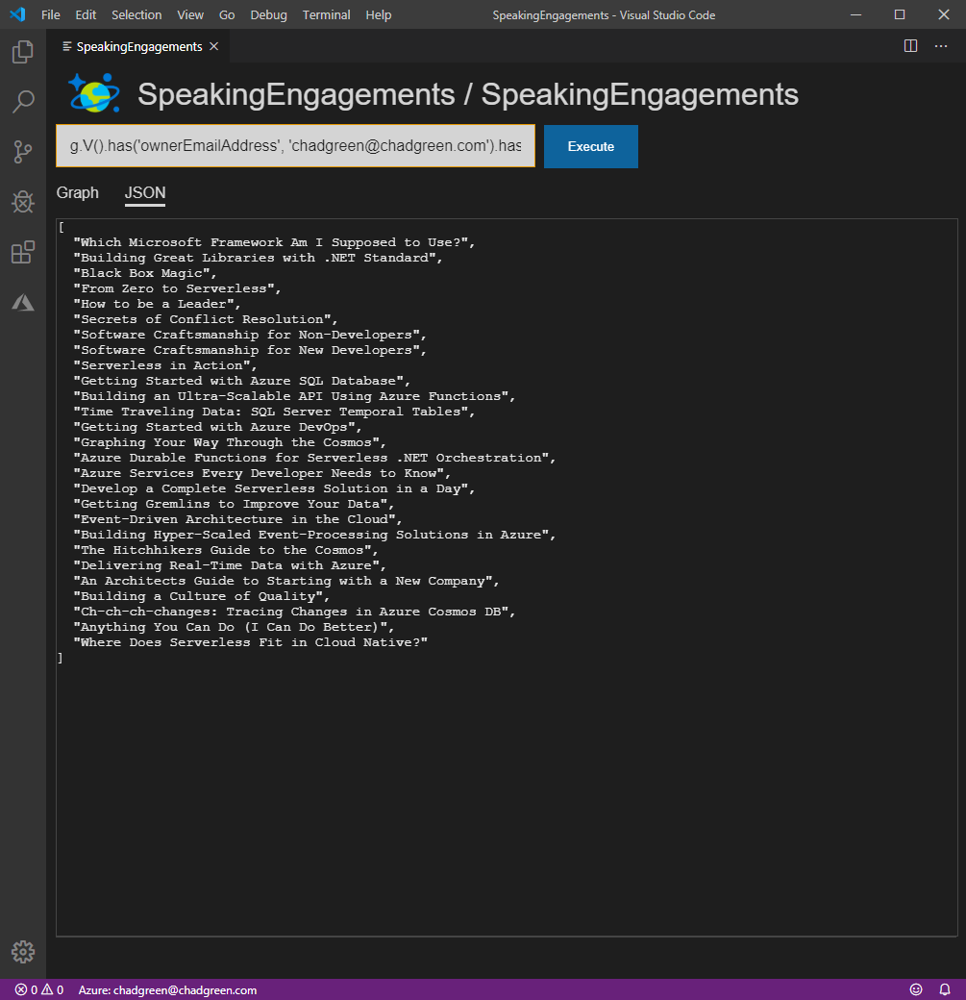 File Edit Selection View Go Debug Terminal Help SpeakingEngagements - Visual Studio Code
SpeakingEngagements
SpeakingEngagements / SpeakingEngagements
g.V().has('ownerEmailAddress', 'chadgreen@chadgreen.com').has
Execute
Graph JSON
[
"Which Microsoft Framework Am I Supposed to Use?",
"Building Great Libraries with .NET Standard",
"Black Box Magic",
"From Zero to Serverless",
"How to be a Leader",
"Secrets of Conflict Resolution",
"Software Craftsmanship for Non-Developers",
"Software Craftsmanship for New Developers",
"Serverless in Action",
"Getting Started with Azure SQL Database",
"Building an Ultra-Scalable API Using Azure Functions",
"Time Traveling Data: SQL Server Temporal Tables",
"Getting Started with Azure DevOps",
"Graphing Your Way Through the Cosmos",
"Azure Durable Functions for Serverless .NET Orchestration",
"Azure Services Every Developer Needs to Know",
"Develop a Complete Serverless Solution in a Day",
"Getting Gremlins to Improve Your Data",
"Event-Driven Architecture in the Cloud",
"Building Hyper-Scaled Event-Processing Solutions in Azure",
"The Hitchhikers Guide to the Cosmos",
"Delivering Real-Time Data with Azure",
"An Architects Guide to Starting with a New Company",
"Building a Culture of Quality",
"Ch-ch-ch-changes: Tracing Changes in Azure Cosmos DB",
"Anything You Can Do (I Can Do Better)",
"Where Does Serverless Fit in Cloud Native?"
]
0 0 Azure: chadgreen@chadgreen.com